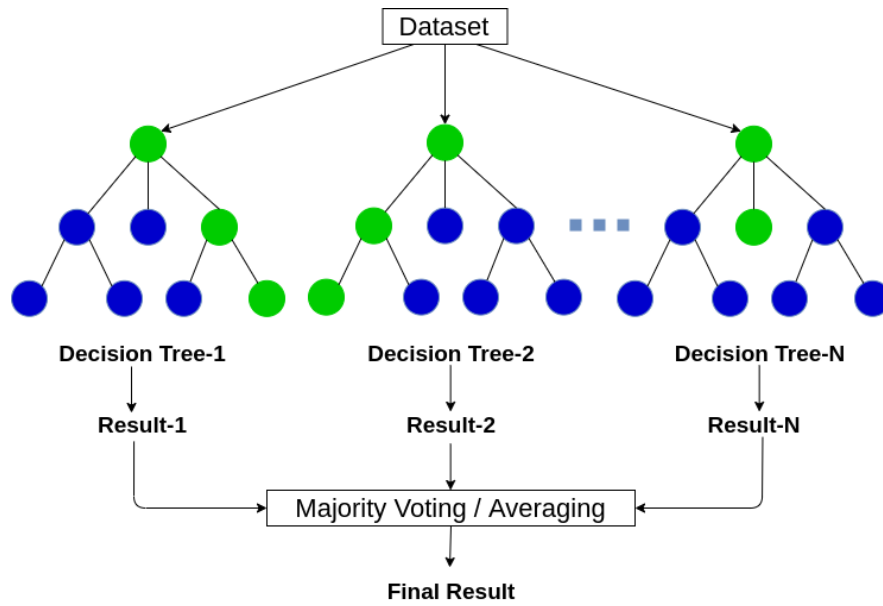 Dataset
Decision Tree-1
Decision Tree-2
Decision Tree-N
Result-1
Result-2
Result-N
Majority Voting / Averaging
Final Result